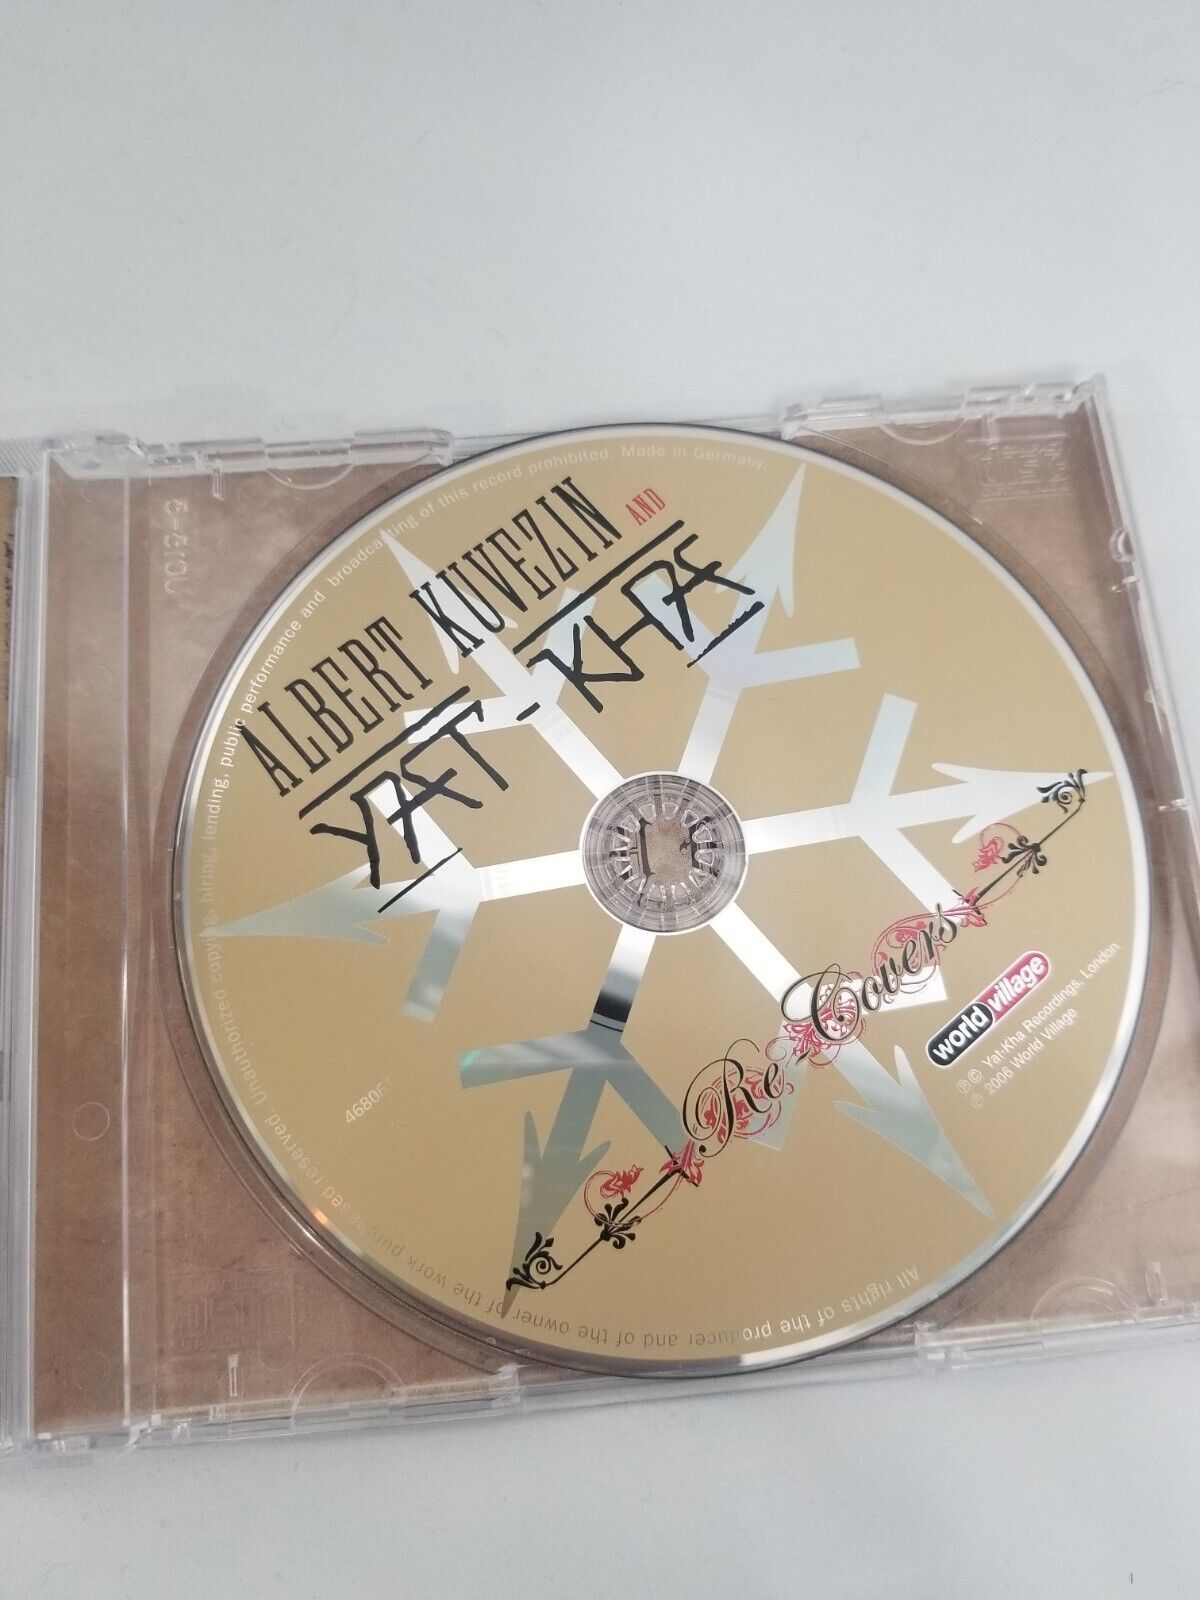 ALBERT KUVEZIN AND
YAT-KHA
Re-Covers
world village
℗© Yat-Kha Recordings, London
℗ 2006 World Village
All rights of the producer and of the owner of the work purchased reserved. Unauthorized copying, hiring, lending, public performance and broadcasting of this record prohibited. Made in Germany.